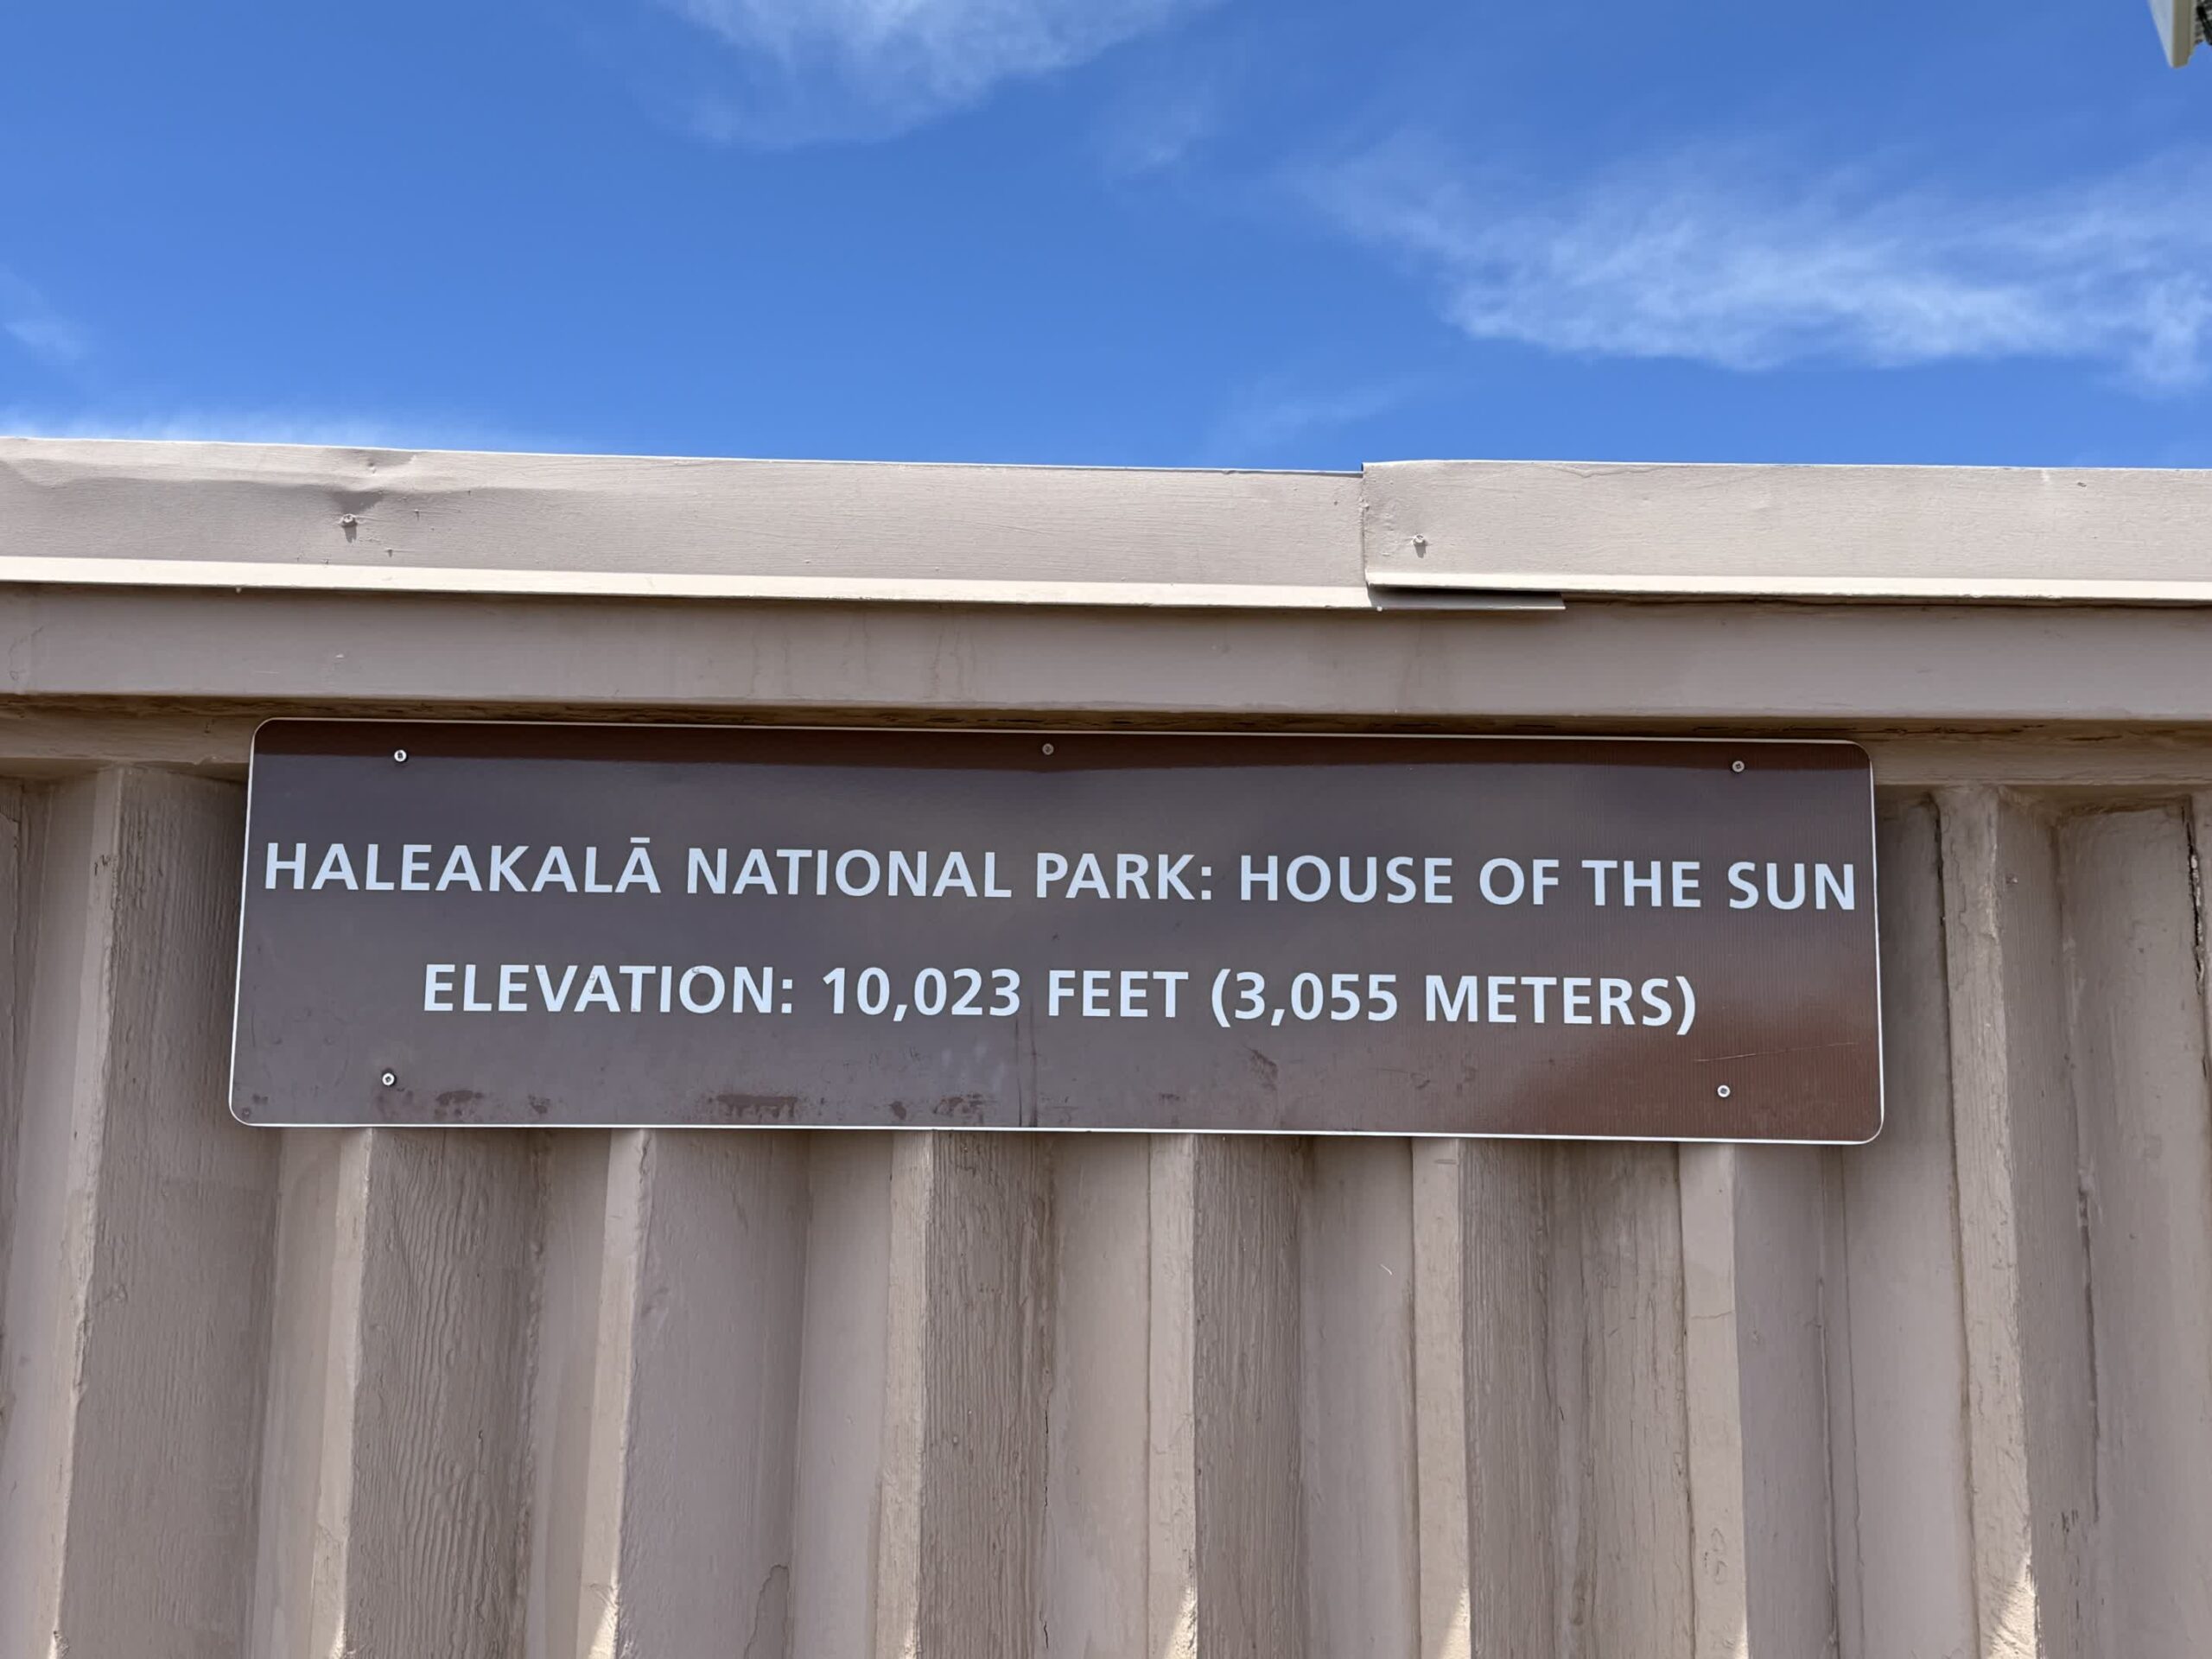 HALEAKALĀ NATIONAL PARK: HOUSE OF THE SUN
ELEVATION: 10,023 FEET (3,055 METERS)